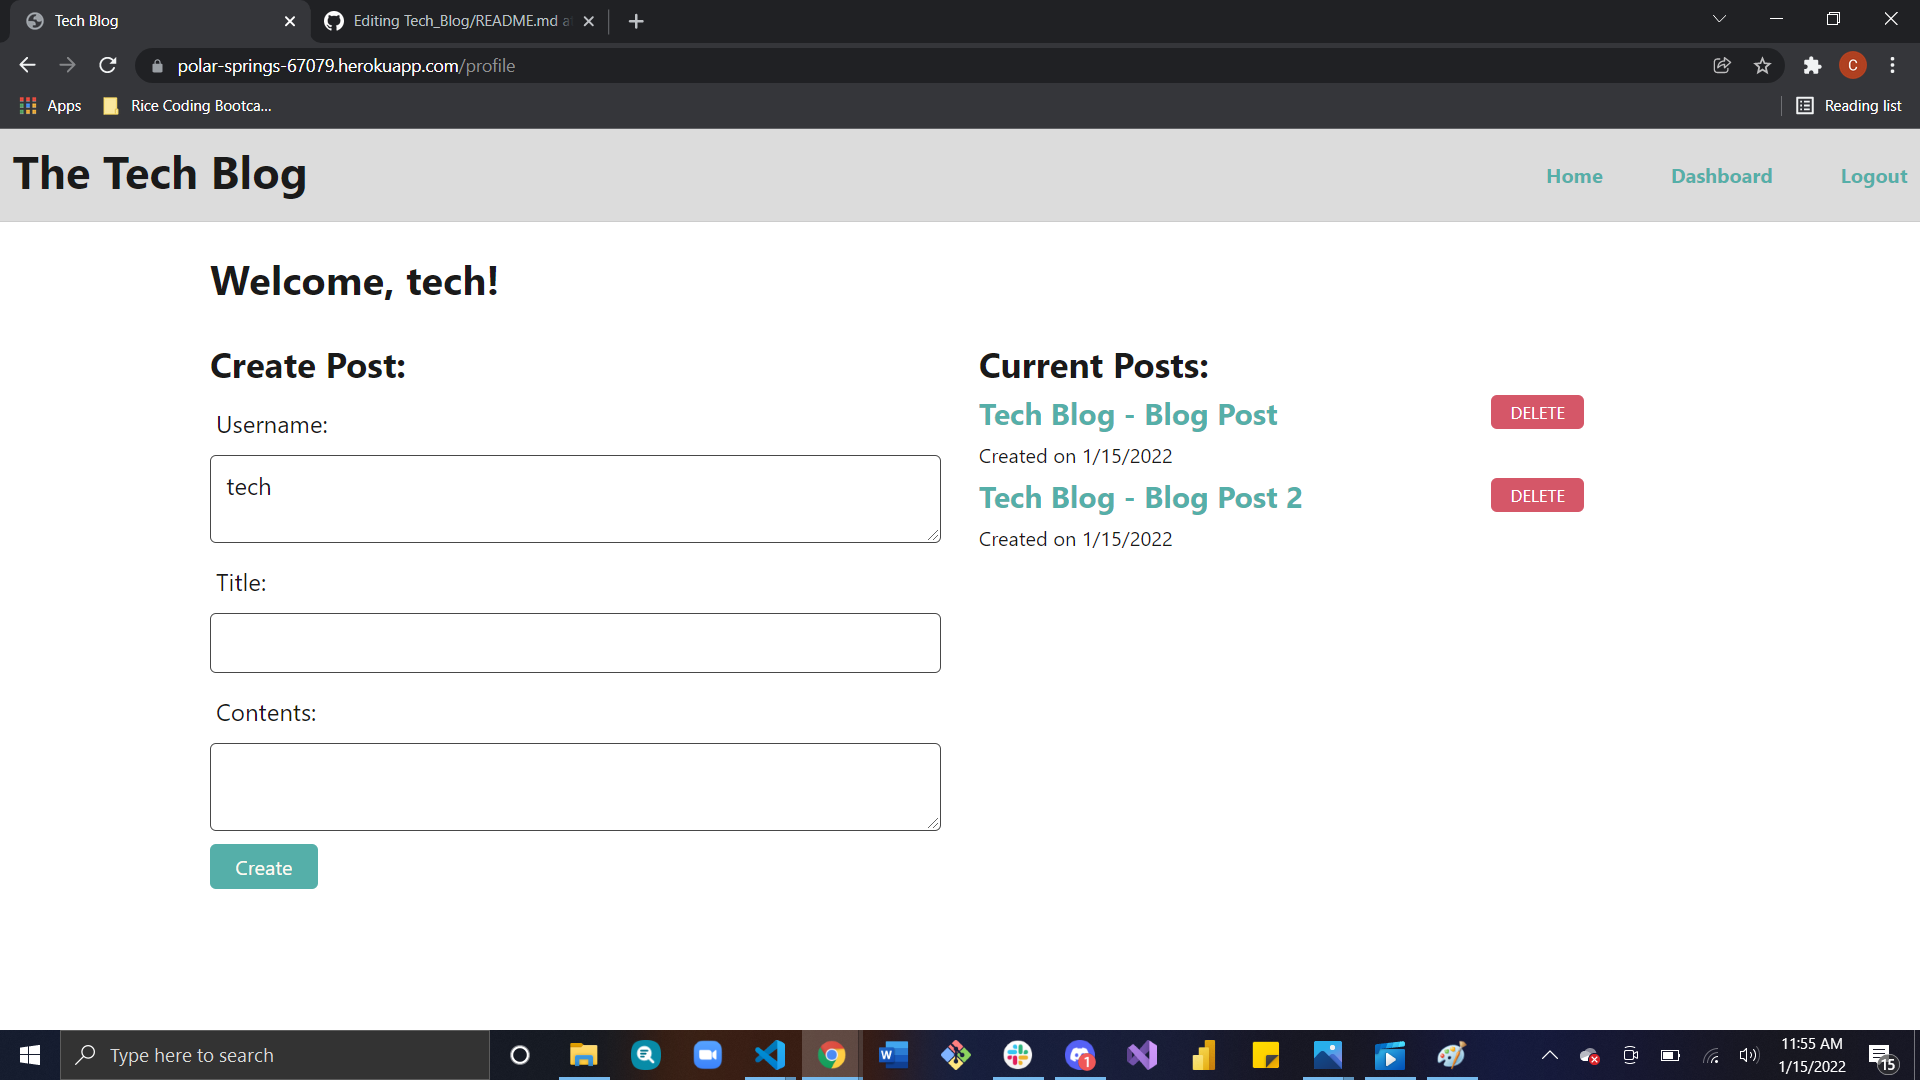 Tech Blog
Editing Tech_Blog/README.md a
polar-springs-67079.herokuapp.com/profile
C
Apps
Rice Coding Bootca...
Reading list
The Tech Blog
Home
Dashboard
Logout
Welcome, tech!
Create Post:
Username:
tech
Title:
Contents:
Create
Current Posts:
Tech Blog - Blog Post
DELETE
Created on 1/15/2022
Tech Blog - Blog Post 2
DELETE
Created on 1/15/2022
Type here to search
W
1
11:55 AM
1/15/2022
15